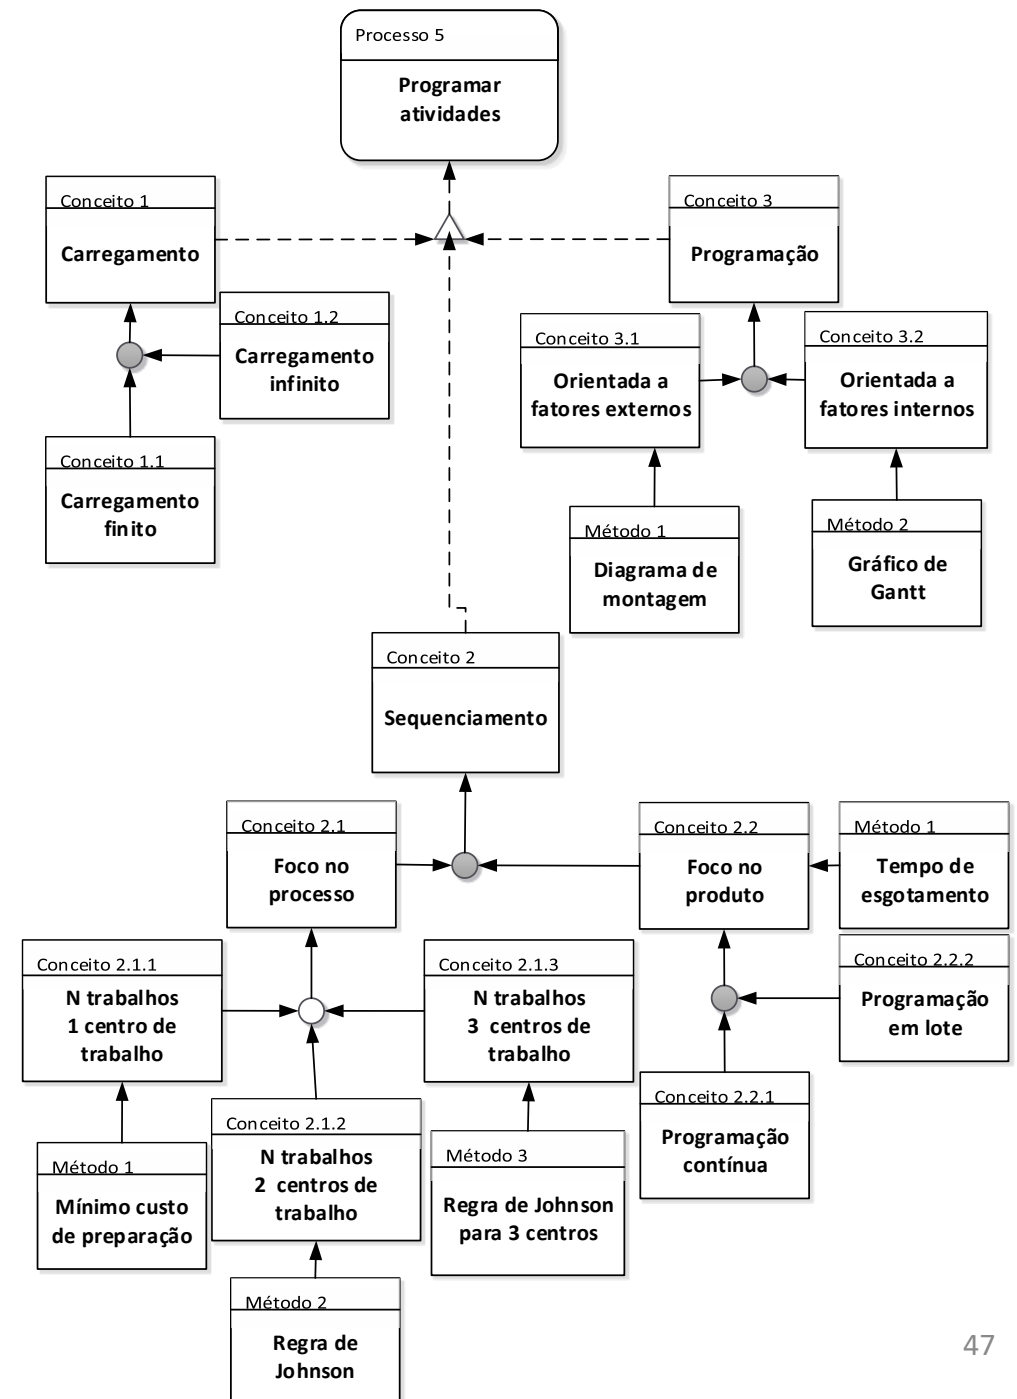 Processo 5
Programar
atividades
Conceito 1
Carregamento
Conceito 3
Programação
Conceito 1.2
Carregamento
infinito
Conceito 3.1
Orientada a
fatores externos
Conceito 3.2
Orientada a
fatores internos
Conceito 1.1
Carregamento
finito
Método 1
Diagrama de
montagem
Método 2
Gráfico de
Gantt
Conceito 2
Sequenciamento
Conceito 2.1
Foco no
processo
Conceito 2.2
Foco no
produto
Método 1
Tempo de
esgotamento
Conceito 2.1.1
N trabalhos
1 centro de
trabalho
Conceito 2.1.3
N trabalhos
3 centros de
trabalho
Conceito 2.2.2
Programação
em lote
Conceito 2.2.1
Programação
contínua
Conceito 2.1.2
N trabalhos
2 centros de
trabalho
Método 1
Mínimo custo
de preparação
Método 3
Regra de Johnson
para 3 centros
Método 2
Regra de
Johnson
47